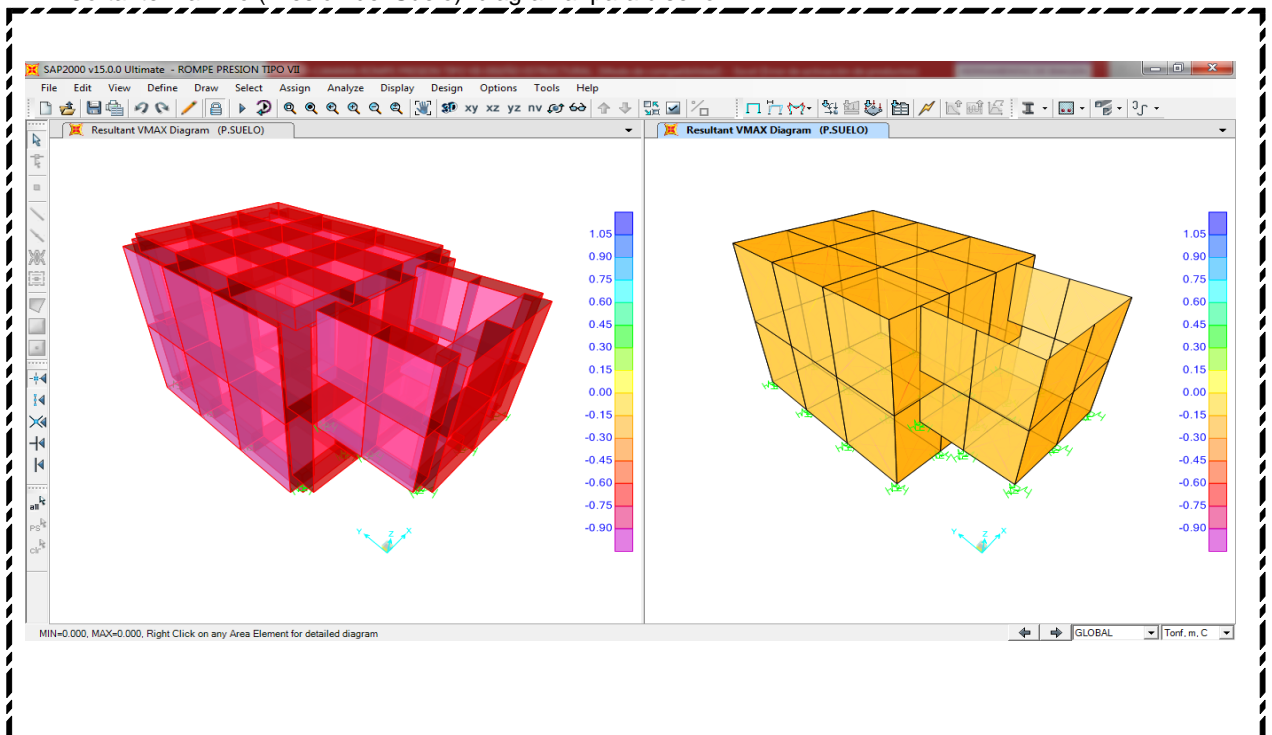 SAP2000 v15.0.0 Ultimate - ROMPE PRESION TIPO VII
File Edit View Define Draw Select Assign Analyze Display Design Options Tools Help
3D xy xz yz nv
Resultant VMAX Diagram (P.SUELO)
Resultant VMAX Diagram (P.SUELO)
1.05
0.90
0.75
0.60
0.45
0.30
0.15
0.00
-0.15
-0.30
-0.45
-0.60
-0.75
-0.90
Y Z X
1.05
0.90
0.75
0.60
0.45
0.30
0.15
0.00
-0.15
-0.30
-0.45
-0.60
-0.75
-0.90
Y Z X
all
PS
clr
MIN=0.000, MAX=0.000, Right Click on any Area Element for detailed diagram
GLOBAL
Tonf, m, C